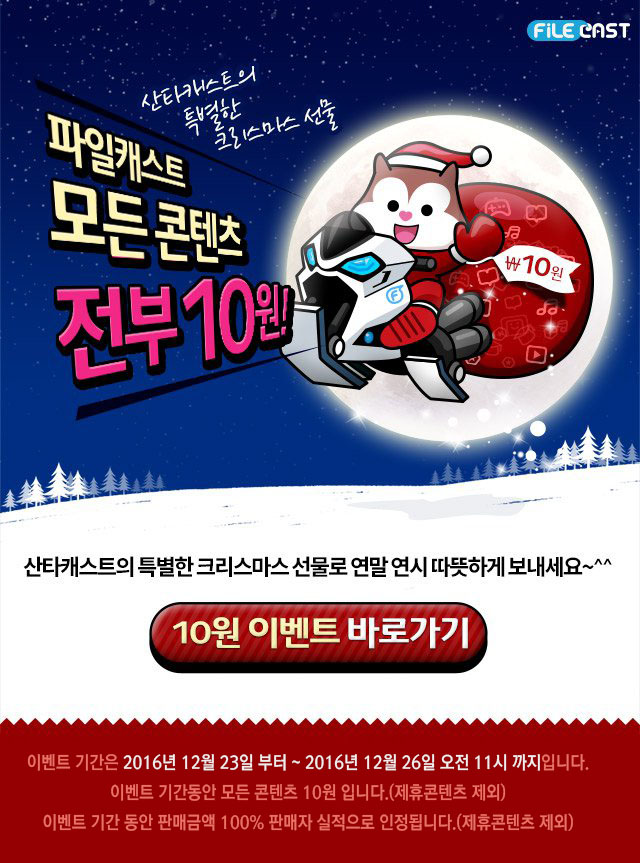 FiLE CAST
산타캐스트의
특별한
크리스마스 선물
파일캐스트
모든 콘텐츠
전부 10원!
₩10원
산타캐스트의 특별한 크리스마스 선물로 연말 연시 따뜻하게 보내세요~^^
10원 이벤트 바로가기
이벤트 기간은 2016년 12월 23일 부터 ~ 2016년 12월 26일 오전 11시 까지입니다.
이벤트 기간동안 모든 콘텐츠 10원 입니다.(제휴콘텐츠 제외)
이벤트 기간 동안 판매금액 100% 판매자 실적으로 인정됩니다.(제휴콘텐츠 제외)